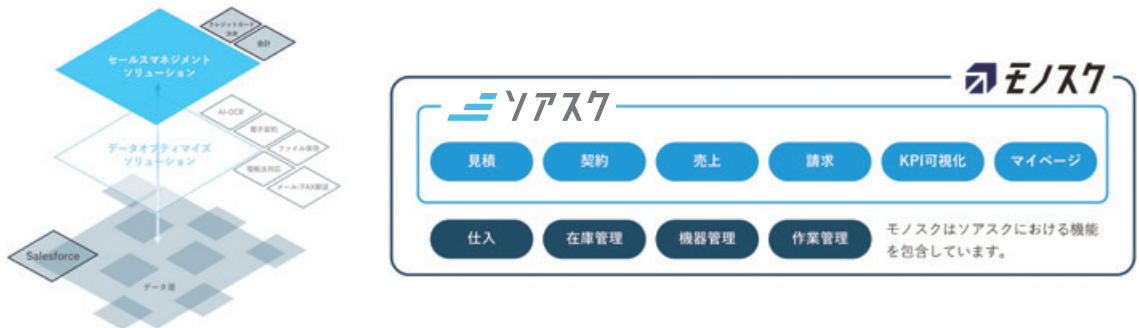 クレジットカード
決済
会計
セールスマネジメント
ソリューション
AI-OCR
電子契約
データオプティマイズ
ソリューション
ファイル保存
電帳法対応
メール/FAX配送
Salesforce
データ層
モノスク
ソアスク
見積
契約
売上
請求
KPI可視化
マイページ
仕入
在庫管理
機器管理
作業管理
モノスクはソアスクにおける機能
を包含しています。